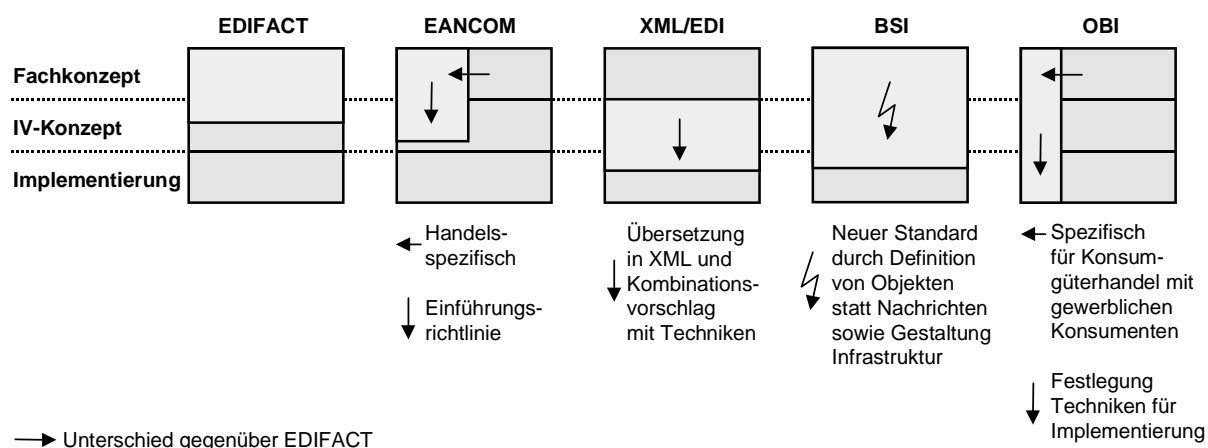 EDIFACT
EANCOM
XML/EDI
BSI
OBI
Fachkonzept
IV-Konzept
Implementierung
Handels-
spezifisch
Einführungs-
richtlinie
Übersetzung
in XML und
Kombinations-
vorschlag
mit Techniken
Neuer Standard
durch Definition
von Objekten
statt Nachrichten
sowie Gestaltung
Infrastruktur
Spezifisch
für Konsum-
güterhandel mit
gewerblichen
Konsumenten
Festlegung
Techniken für
Implementierung
Unterschied gegenüber EDIFACT